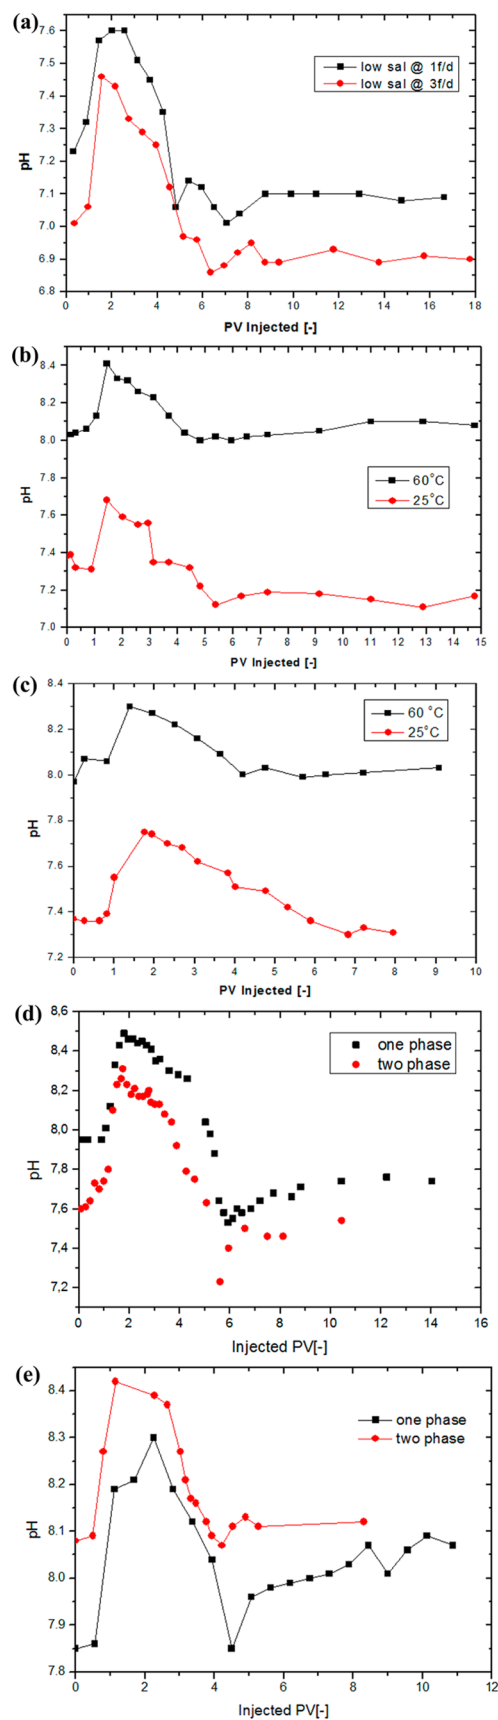 (a)
7.6
7.5
7.4
7.3
7.2
7.1
7.0
6.9
6.8
pH
low sal @ 1f/d
low sal @ 3f/d
0 2 4 6 8 10 12 14 16 18
PV Injected [-]
(b)
8.4
8.2
8.0
7.8
7.6
7.4
7.2
7.0
pH
60°C
25°C
0 1 2 3 4 5 6 7 8 9 10 11 12 13 14 15
PV Injected [-]
(c)
8.4
8.2
8.0
7.8
7.6
7.4
7.2
pH
60 °C
25°C
0 1 2 3 4 5 6 7 8 9 10
PV Injected [-]
(d)
8,6
8,4
8,2
8,0
7,8
7,6
7,4
7,2
pH
one phase
two phase
0 2 4 6 8 10 12 14 16
Injected PV[-]
(e)
8.4
8.3
8.2
8.1
8.0
7.9
7.8
pH
one phase
two phase
0 2 4 6 8 10 12
Injected PV[-]